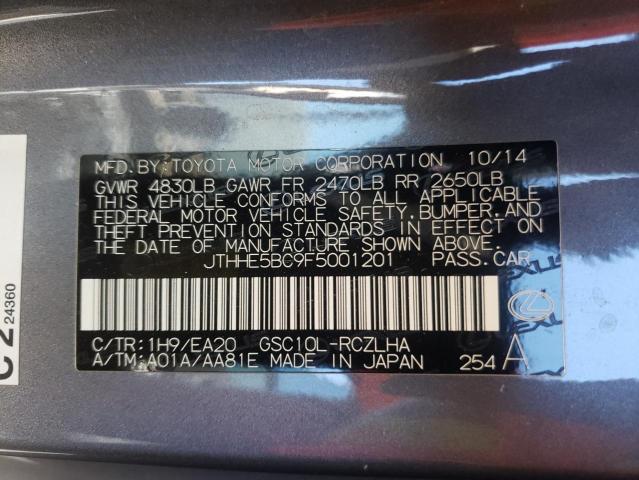 MFD.BY:TOYOTA MOTOR CORPORATION 10/14
GVWR 4830LB GAWR FR 2470LB RR 2650LB
THIS VEHICLE CONFORMS TO ALL APPLICABLE
FEDERAL MOTOR VEHICLE SAFETY,BUMPER,AND
THEFT PREVENTION STANDARDS IN EFFECT ON
THE DATE OF MANUFACTURE SHOWN ABOVE.
JTHHE5BC9F5001201 PASS.CAR
C/TR:1H9/EA20 GSC10L-RCZLHA
A/TM:A01A/AA81E MADE IN JAPAN 254 A
C2
24360